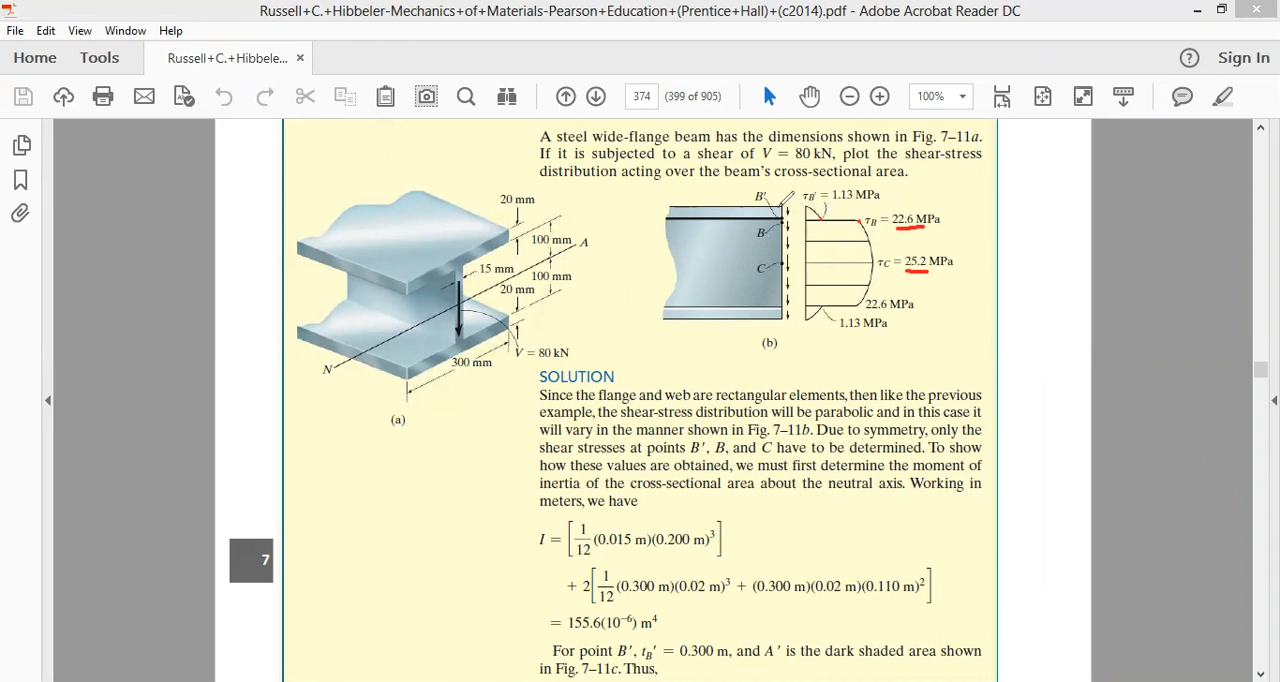 Russell+C.+Hibbeler-Mechanics+of+Materials-Pearson+Education+(Prentice+Hall)+(c2014).pdf - Adobe Acrobat Reader DC
File Edit View Window Help
Home Tools Russell+C.+Hibbele... × ? Sign In
374 (399 of 905) 100%
A steel wide-flange beam has the dimensions shown in Fig. 7–11a.
If it is subjected to a shear of V = 80 kN, plot the shear-stress
distribution acting over the beam's cross-sectional area.
20 mm
100 mm
A
15 mm
100 mm
20 mm
V = 80 kN
300 mm
N
(a)
B′
τB′ = 1.13 MPa
B
τB = 22.6 MPa
C
τC = 25.2 MPa
22.6 MPa
1.13 MPa
(b)
SOLUTION
Since the flange and web are rectangular elements, then like the previous
example, the shear-stress distribution will be parabolic and in this case it
will vary in the manner shown in Fig. 7–11b. Due to symmetry, only the
shear stresses at points B′, B, and C have to be determined. To show
how these values are obtained, we must first determine the moment of
inertia of the cross-sectional area about the neutral axis. Working in
meters, we have
I = [1/12 (0.015 m)(0.200 m)³]
+ 2[1/12 (0.300 m)(0.02 m)³ + (0.300 m)(0.02 m)(0.110 m)²]
= 155.6(10⁻⁶) m⁴
7
For point B′, tB′ = 0.300 m, and A′ is the dark shaded area shown
in Fig. 7–11c. Thus,